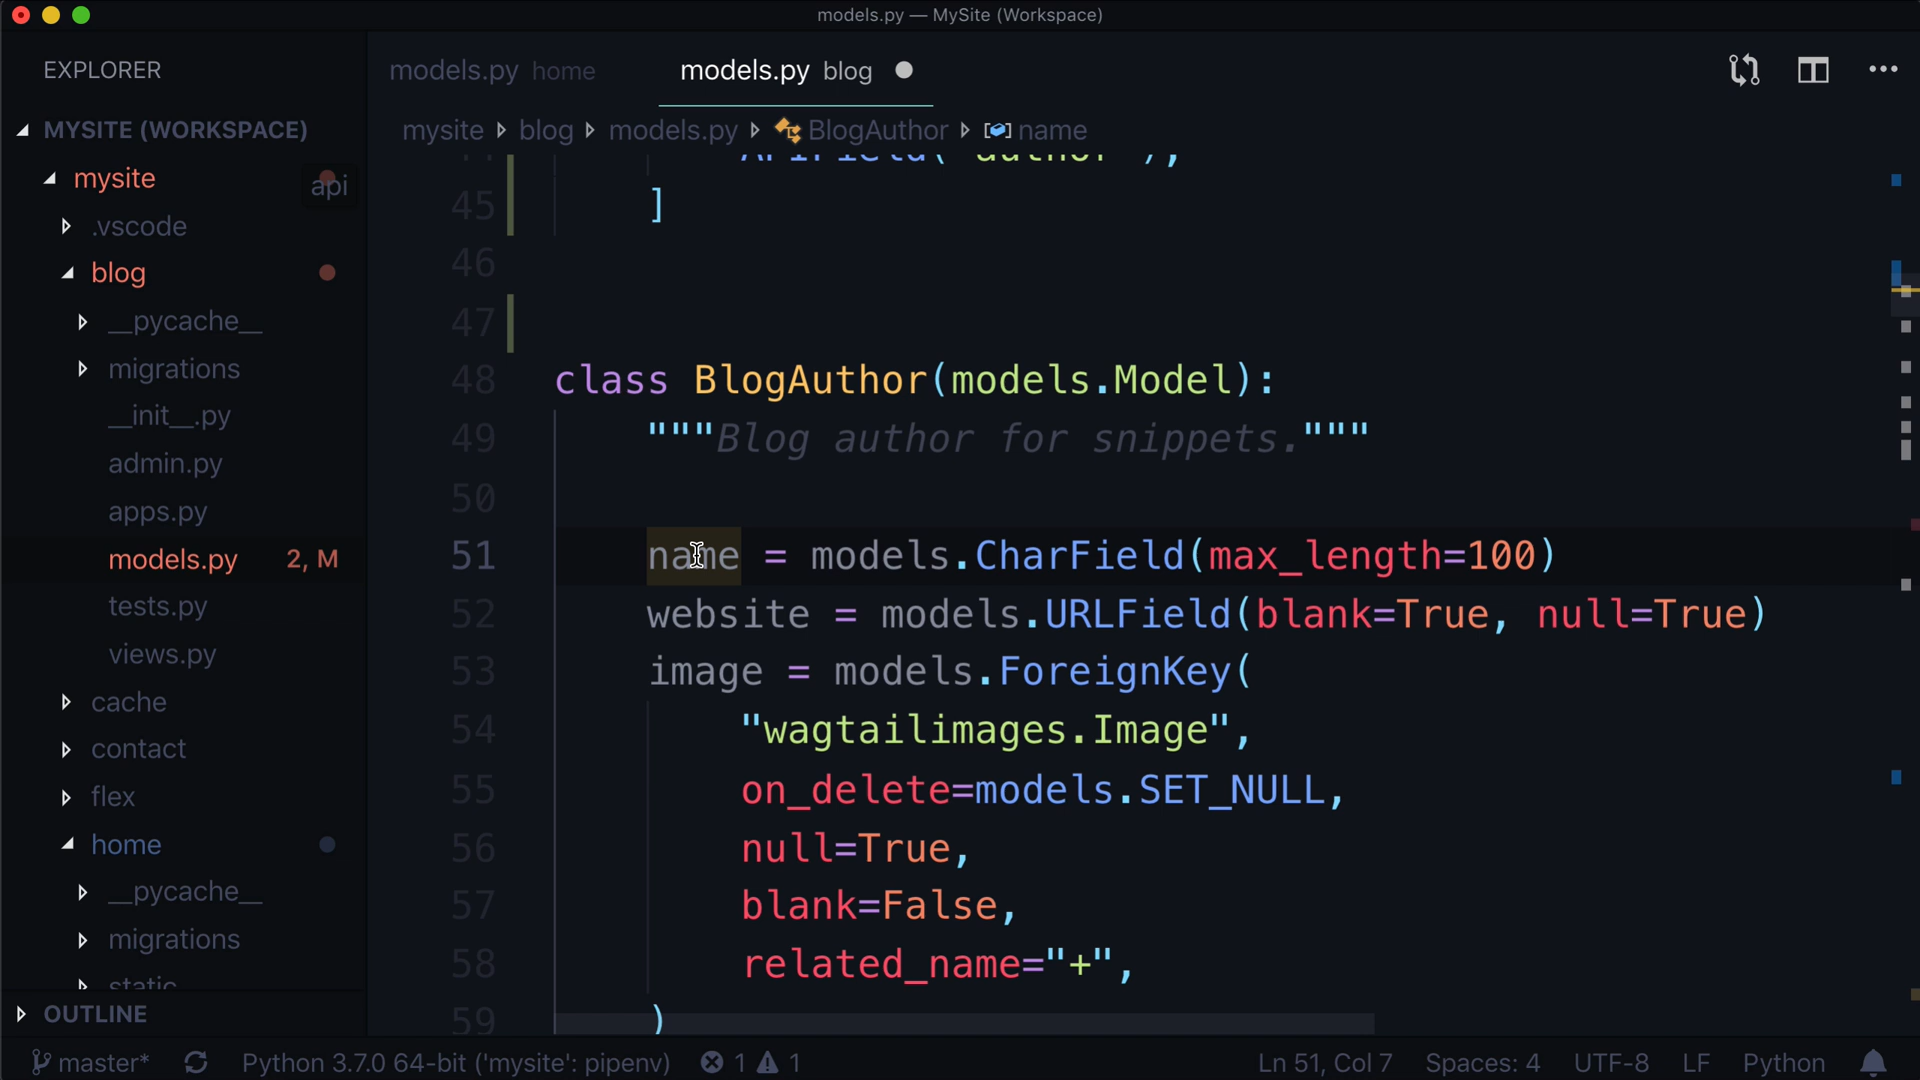 models.py — MySite (Workspace)
EXPLORER
MYSITE (WORKSPACE)
mysite
api
.vscode
blog
__pycache__
migrations
__init__.py
admin.py
apps.py
models.py 2, M
tests.py
views.py
cache
contact
flex
home
__pycache__
migrations
static
OUTLINE
models.py home
models.py blog
mysite blog models.py BlogAuthor name
44 APIField("author"),
45 ]
46
47
48 class BlogAuthor(models.Model):
49 """Blog author for snippets."""
50
51 name = models.CharField(max_length=100)
52 website = models.URLField(blank=True, null=True)
53 image = models.ForeignKey(
54 "wagtailimages.Image",
55 on_delete=models.SET_NULL,
56 null=True,
57 blank=False,
58 related_name="+",
59 )
master* Python 3.7.0 64-bit ('mysite': pipenv) 1 1 Ln 51, Col 7 Spaces: 4 UTF-8 LF Python